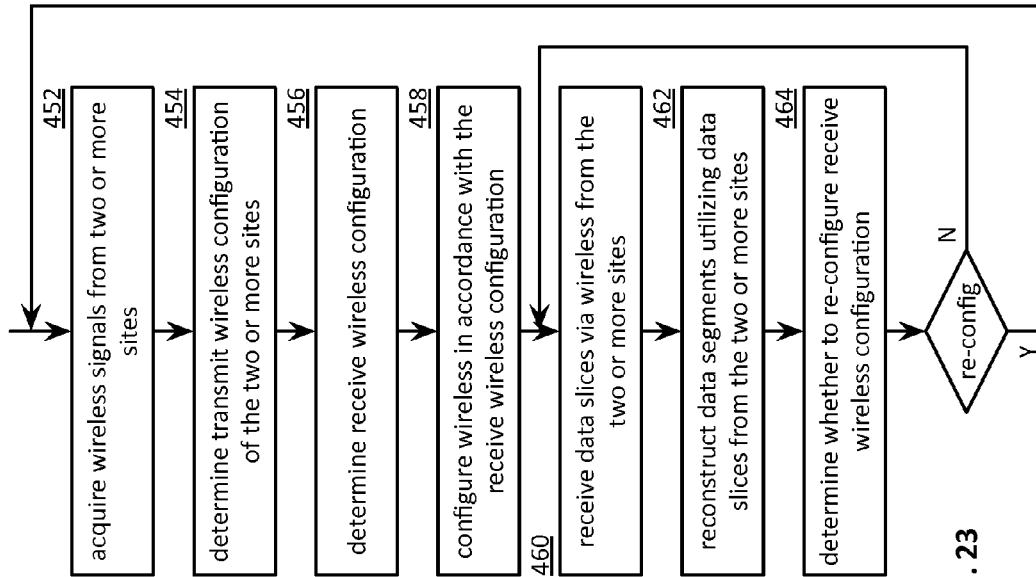 452
acquire wireless signals from two or more
sites
454
determine transmit wireless configuration
of the two or more sites
456
determine receive wireless configuration
458
configure wireless in accordance with the
receive wireless configuration
460
receive data slices via wireless from the
two or more sites
462
reconstruct data segments utilizing data
slices from the two or more sites
464
determine whether to re-configure receive
wireless configuration
re-config
N
Y
.23